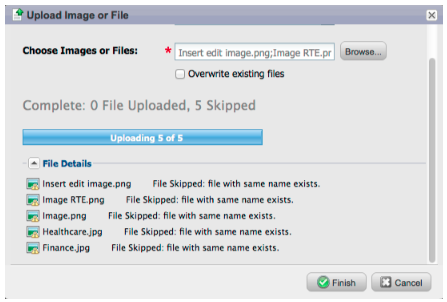 Upload Image or File
Choose Images or Files: * Insert edit image.png;Image RTE.pr Browse...
Overwrite existing files
Complete: 0 File Uploaded, 5 Skipped
Uploading 5 of 5
File Details
Insert edit image.png File Skipped: file with same name exists.
Image RTE.png File Skipped: file with same name exists.
Image.png File Skipped: file with same name exists.
Healthcare.jpg File Skipped: file with same name exists.
Finance.jpg File Skipped: file with same name exists.
Finish Cancel